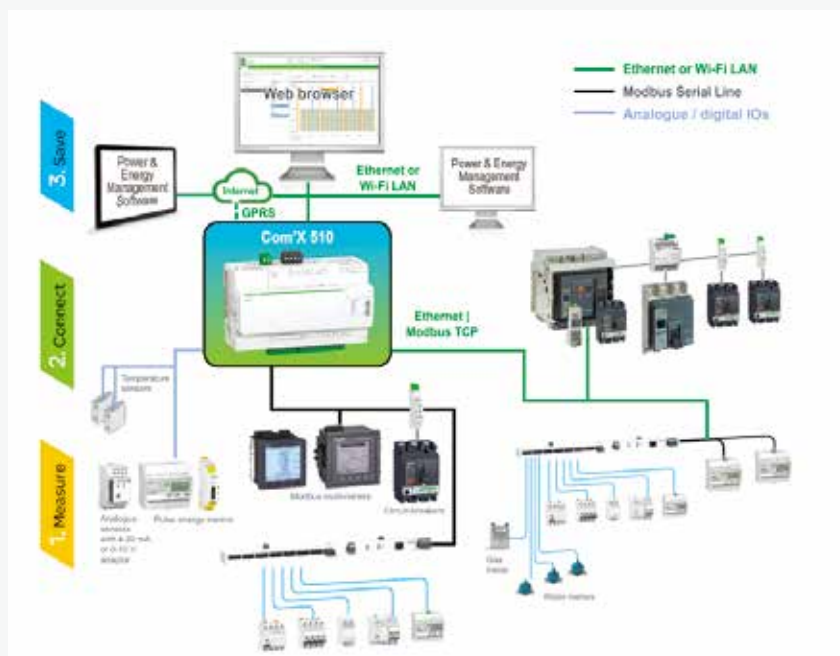 Ethernet or Wi-Fi LAN
Modbus Serial Line
Analogue / digital IOs
3. Save
Web browser
Power &
Energy
Management
Software
Internet
GPRS
Ethernet or
Wi-Fi LAN
Power & Energy
Management
Software
Com'X 510
2. Connect
Ethernet |
Modbus TCP
Temperature
sensors
1. Measure
Analogue
sensors
with 4-20 mA
or 0-10 V
adaptor
Pulse energy meters
Modbus multimeters
Circuit breakers
Gas
meter
Water meters